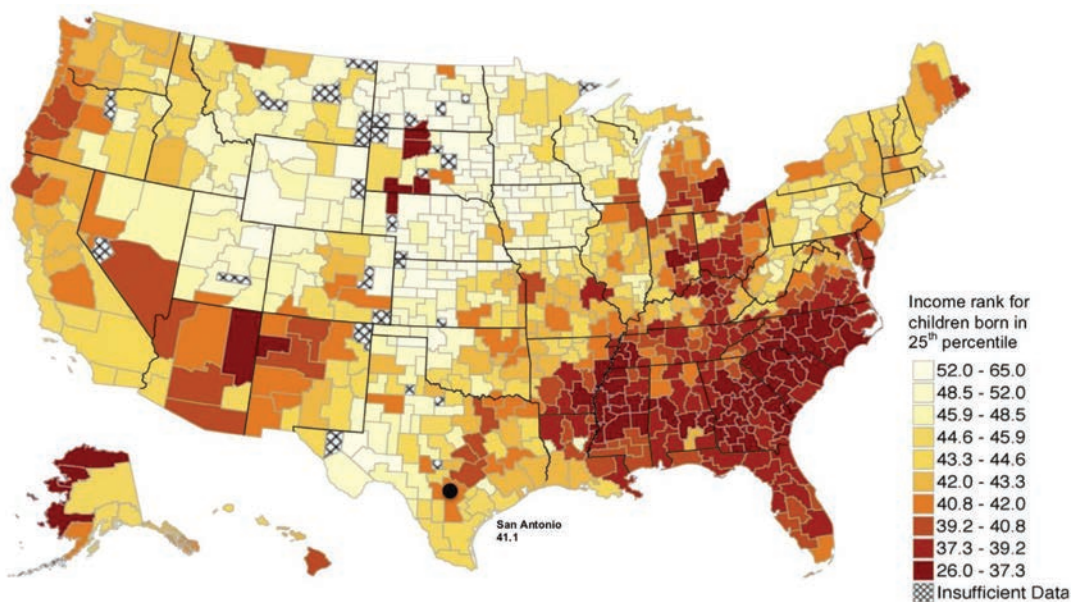 San Antonio
41.1
Income rank for
children born in
25th percentile
52.0 - 65.0
48.5 - 52.0
45.9 - 48.5
44.6 - 45.9
43.3 - 44.6
42.0 - 43.3
40.8 - 42.0
39.2 - 40.8
37.3 - 39.2
26.0 - 37.3
Insufficient Data